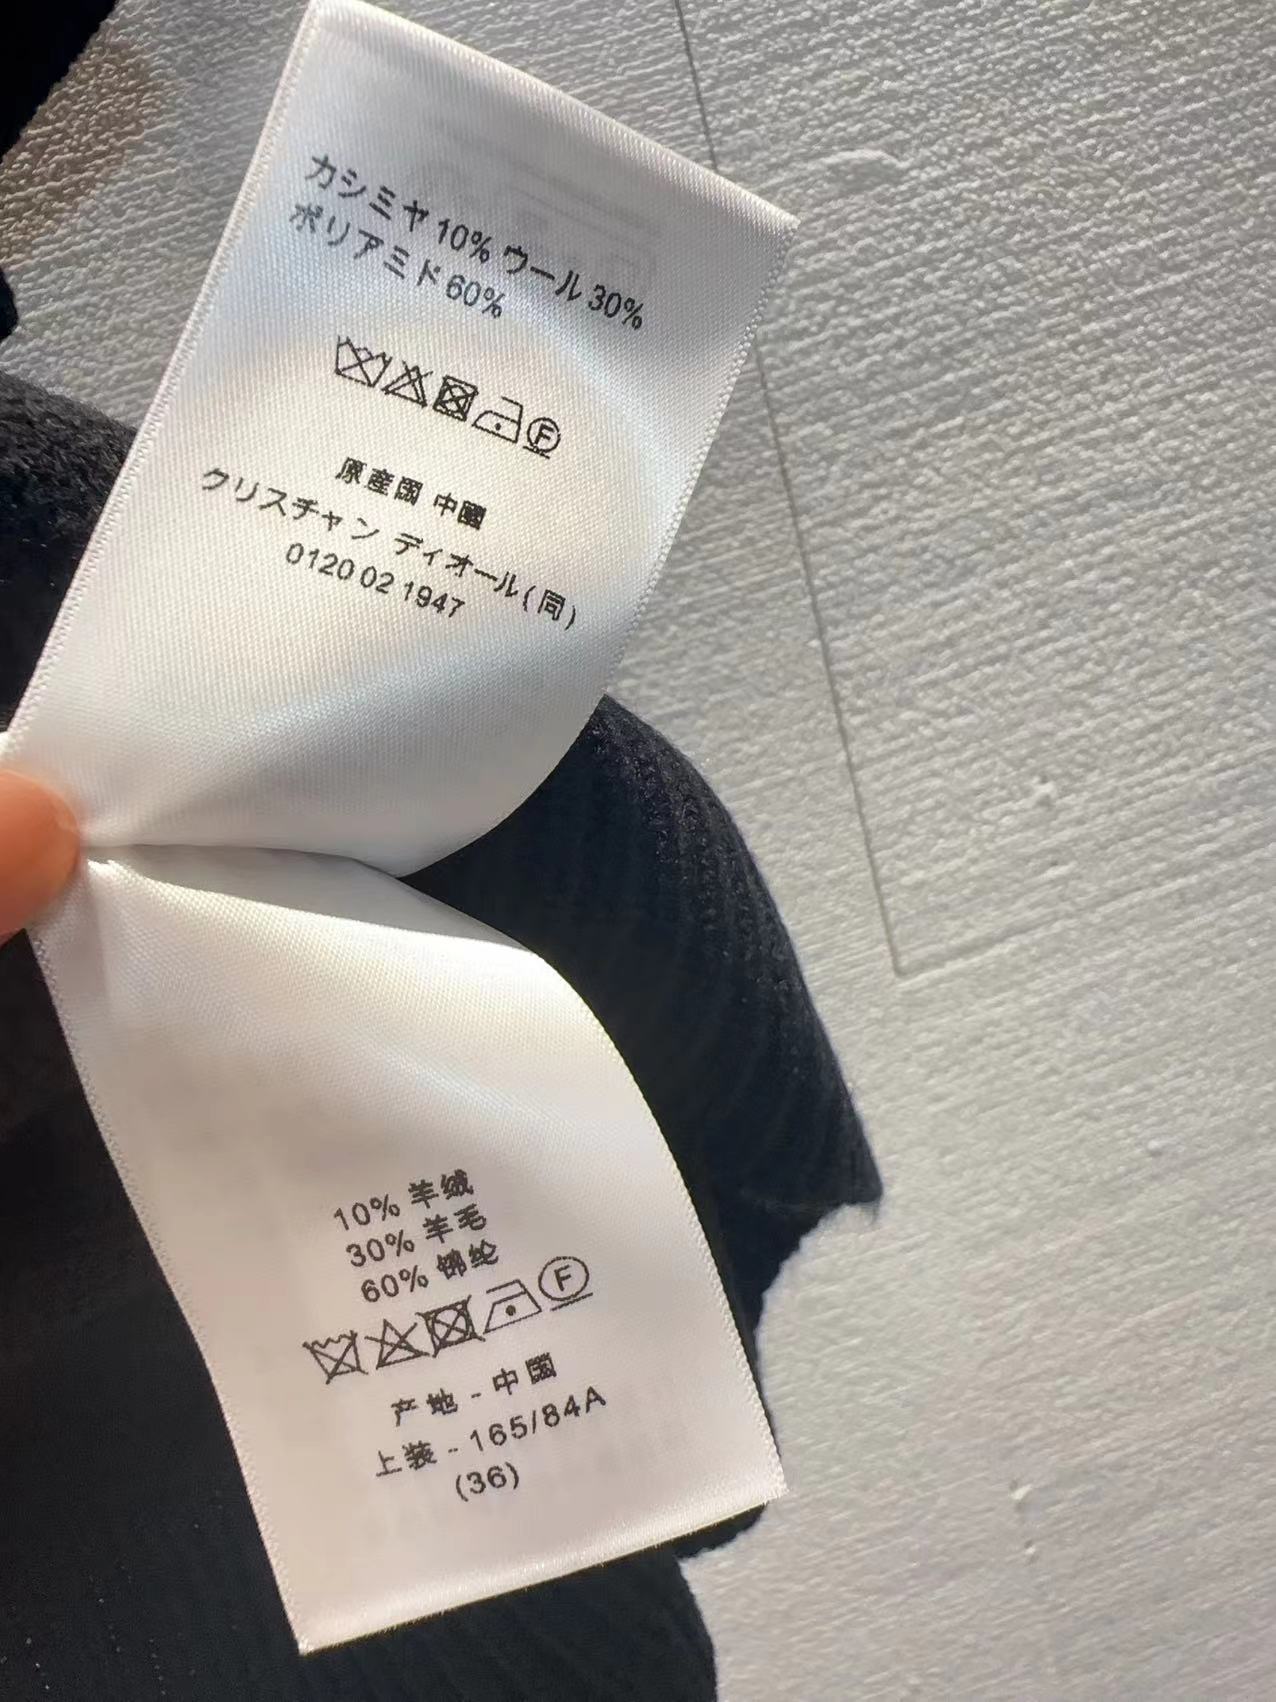 カシミヤ 10% ウール 30%
ポリアミド 60%
F
原産国 中國
クリスチャン ディオール(同)
0120 02 1947
10% 羊绒
30% 羊毛
60% 锦纶
F
产地 - 中國
上装 - 165/84A
(36)